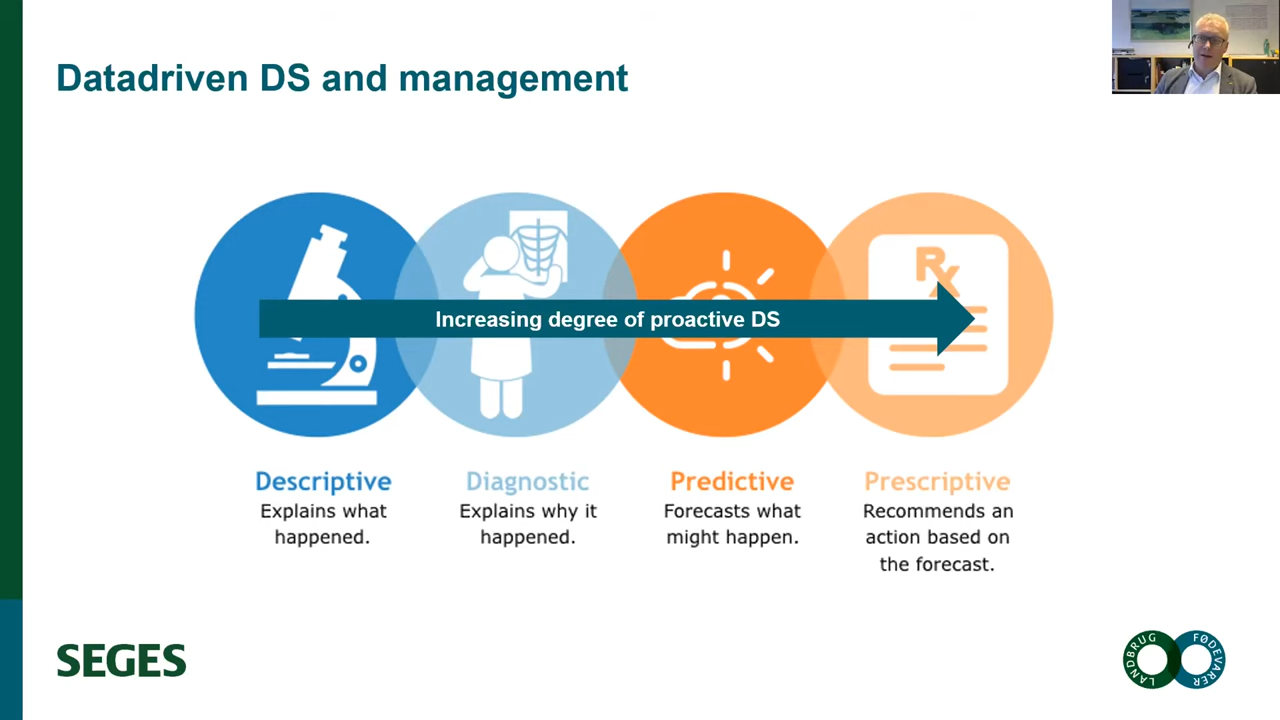 Datadriven DS and management
Rx
Increasing degree of proactive DS
Descriptive
Explains what
happened.
Diagnostic
Explains why it
happened.
Predictive
Forecasts what
might happen.
Prescriptive
Recommends an
action based on
the forecast.
SEGES
LANDBRUG
FØDEVARER